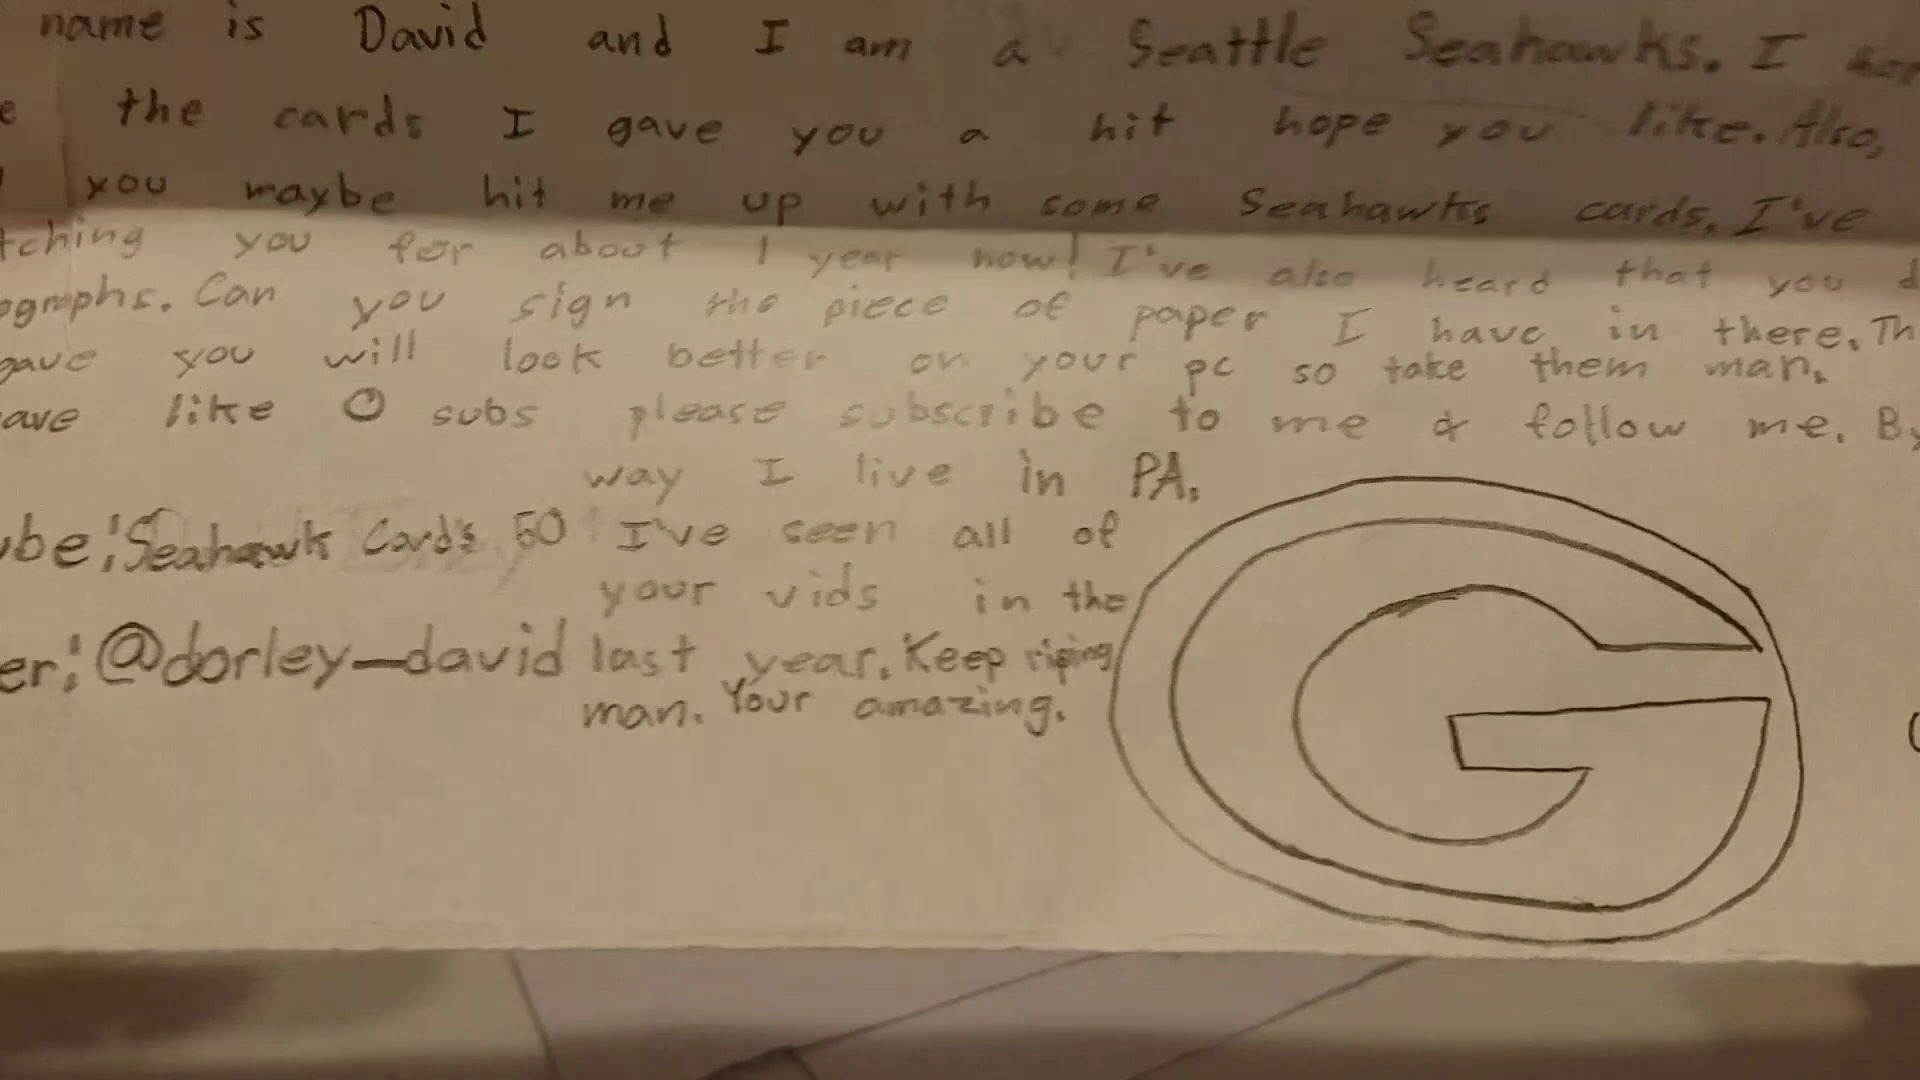 name is David and I am a Seattle Seahawks. I
the cards I gave you a hit hope you like. Also,
you maybe hit me up with some Seahawks cards. I've
tching you for about 1 year now! I've also heard that you d
ographs. Can you sign the piece of paper I have in there. Th
gave you will look better on your pc so take them man.
ave like 0 subs please subscribe to me & follow me. By
way I live in PA.
ube: Seahawk Cards 50 I've seen all of
your vids in the
er: @dorley_david last year. Keep riping
man. Your amazing.
G